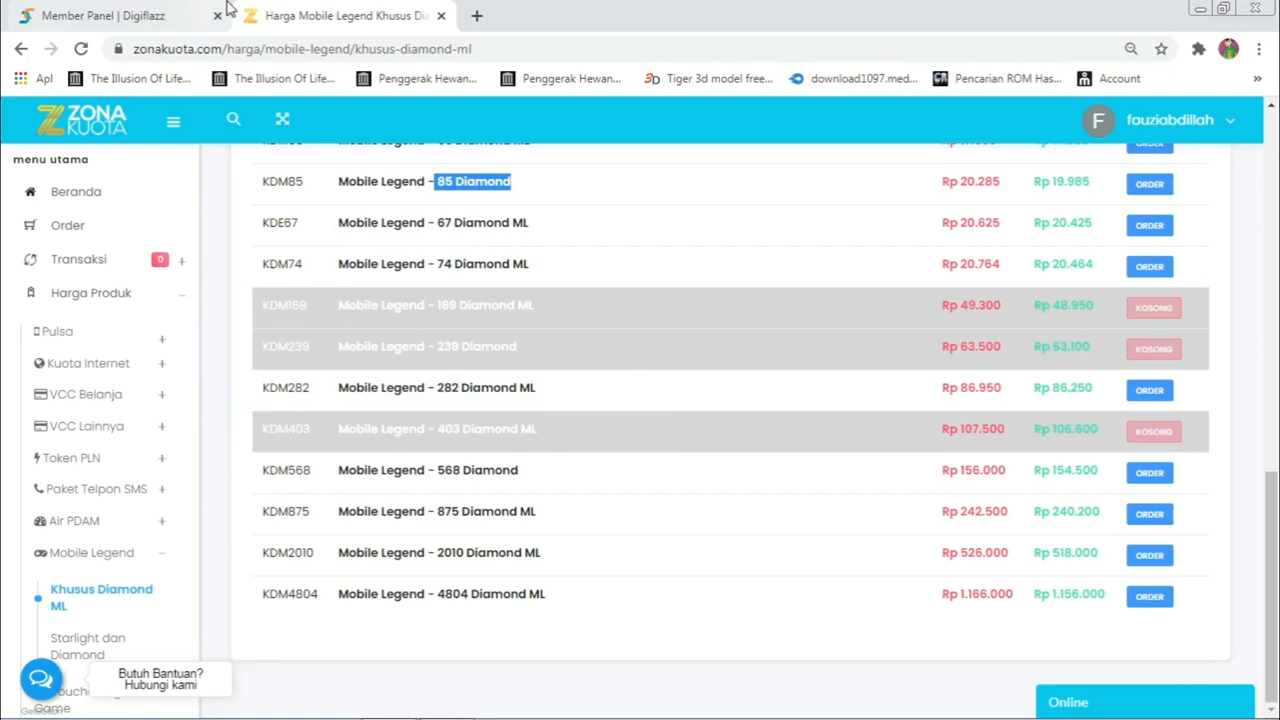 Member Panel | Digiflazz
Harga Mobile Legend Khusus Dia
zonakuota.com/harga/mobile-legend/khusus-diamond-ml
Apl
The Illusion Of Life...
The Illusion Of Life...
Penggerak Hewan...
Penggerak Hewan...
Tiger 3d model free...
download1097.med...
Pencarian ROM Has...
Account
ZONA KUOTA
F
fauziabdillah
menu utama
Beranda
Order
Transaksi 0
Harga Produk
Pulsa
Kuota Internet
VCC Belanja
VCC Lainnya
Token PLN
Paket Telpon SMS
Air PDAM
Mobile Legend
Khusus Diamond
ML
Starlight dan
Diamond
Game
Butuh Bantuan?
Hubungi kami
ORDER
KDM85 Mobile Legend - 85 Diamond Rp 20.285 Rp 19.985 ORDER
KDE67 Mobile Legend - 67 Diamond ML Rp 20.625 Rp 20.425 ORDER
KDM74 Mobile Legend - 74 Diamond ML Rp 20.764 Rp 20.464 ORDER
KDM169 Mobile Legend - 169 Diamond ML Rp 49.300 Rp 48.950 KOSONG
KDM239 Mobile Legend - 239 Diamond Rp 63.500 Rp 63.100 KOSONG
KDM282 Mobile Legend - 282 Diamond ML Rp 86.950 Rp 86.250 ORDER
KDM403 Mobile Legend - 403 Diamond ML Rp 107.500 Rp 106.600 KOSONG
KDM568 Mobile Legend - 568 Diamond Rp 156.000 Rp 154.500 ORDER
KDM875 Mobile Legend - 875 Diamond ML Rp 242.500 Rp 240.200 ORDER
KDM2010 Mobile Legend - 2010 Diamond ML Rp 526.000 Rp 518.000 ORDER
KDM4804 Mobile Legend - 4804 Diamond ML Rp 1.166.000 Rp 1.156.000 ORDER
Online